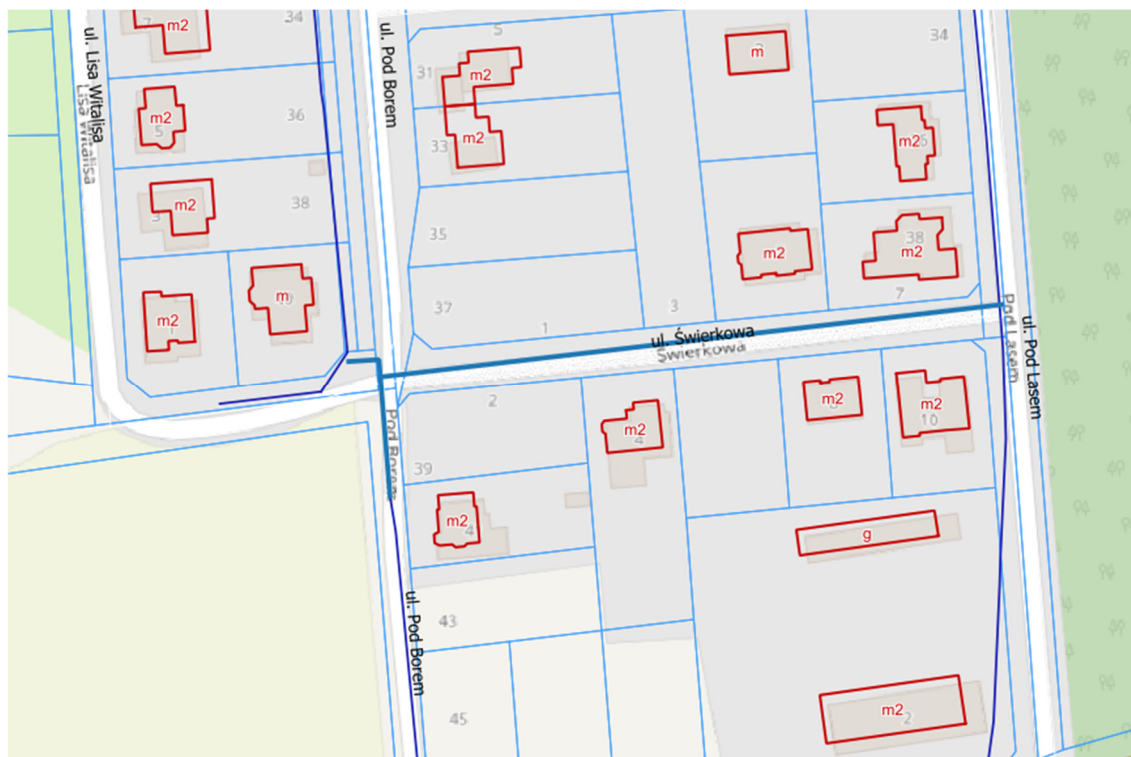 7
m2
34
ul. Lisa Witalisa
Lisa Witalisa
ul. Pod Borem
5
31
m2
m
34
m2
5
36
33
m2
m2
m2
38
35
m2
38
m2
37
1
3
7
m2
m
ul. Świerkowa
Świerkowa
Pod Lasem
ul. Pod Lasem
2
m2
4
m2
m2
10
Pod Borem
39
m2
4
g
ul. Pod Borem
43
45
m2
2